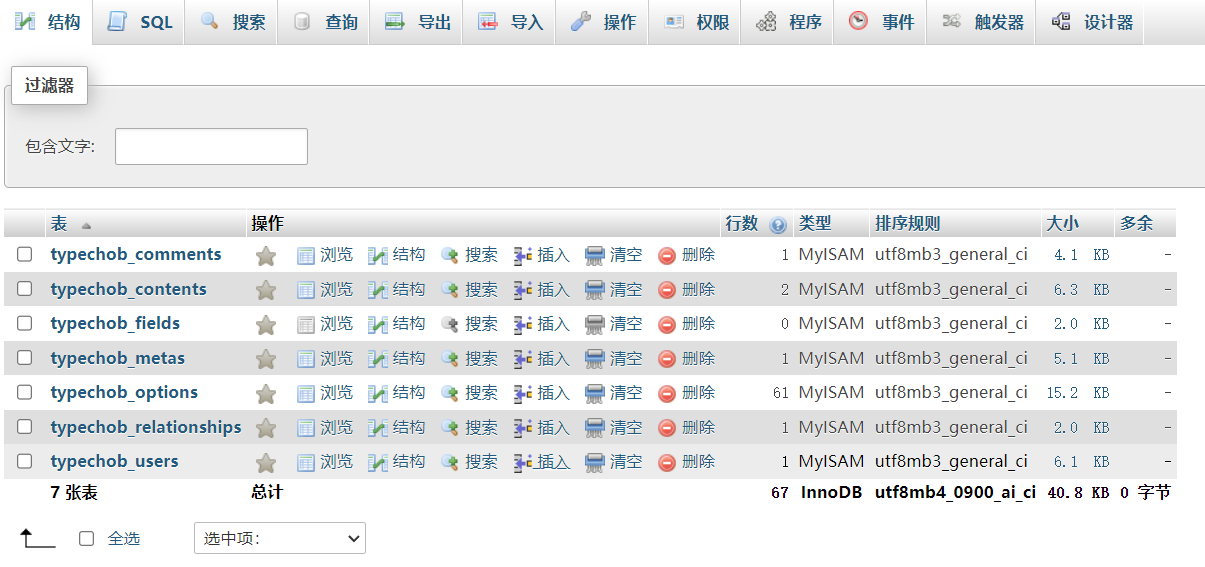 结构 SQL 搜索 查询 导出 导入 操作 权限 程序 事件 触发器 设计器
过滤器
包含文字:
表 操作 行数 类型 排序规则 大小 多余
typechob_comments 浏览 结构 搜索 插入 清空 删除 1 MyISAM utf8mb3_general_ci 4.1 KB -
typechob_contents 浏览 结构 搜索 插入 清空 删除 2 MyISAM utf8mb3_general_ci 6.3 KB -
typechob_fields 浏览 结构 搜索 插入 清空 删除 0 MyISAM utf8mb3_general_ci 2.0 KB -
typechob_metas 浏览 结构 搜索 插入 清空 删除 1 MyISAM utf8mb3_general_ci 5.1 KB -
typechob_options 浏览 结构 搜索 插入 清空 删除 61 MyISAM utf8mb3_general_ci 15.2 KB -
typechob_relationships 浏览 结构 搜索 插入 清空 删除 1 MyISAM utf8mb3_general_ci 2.0 KB -
typechob_users 浏览 结构 搜索 插入 清空 删除 1 MyISAM utf8mb3_general_ci 6.1 KB -
7 张表 总计 67 InnoDB utf8mb4_0900_ai_ci 40.8 KB 0 字节
全选 选中项: